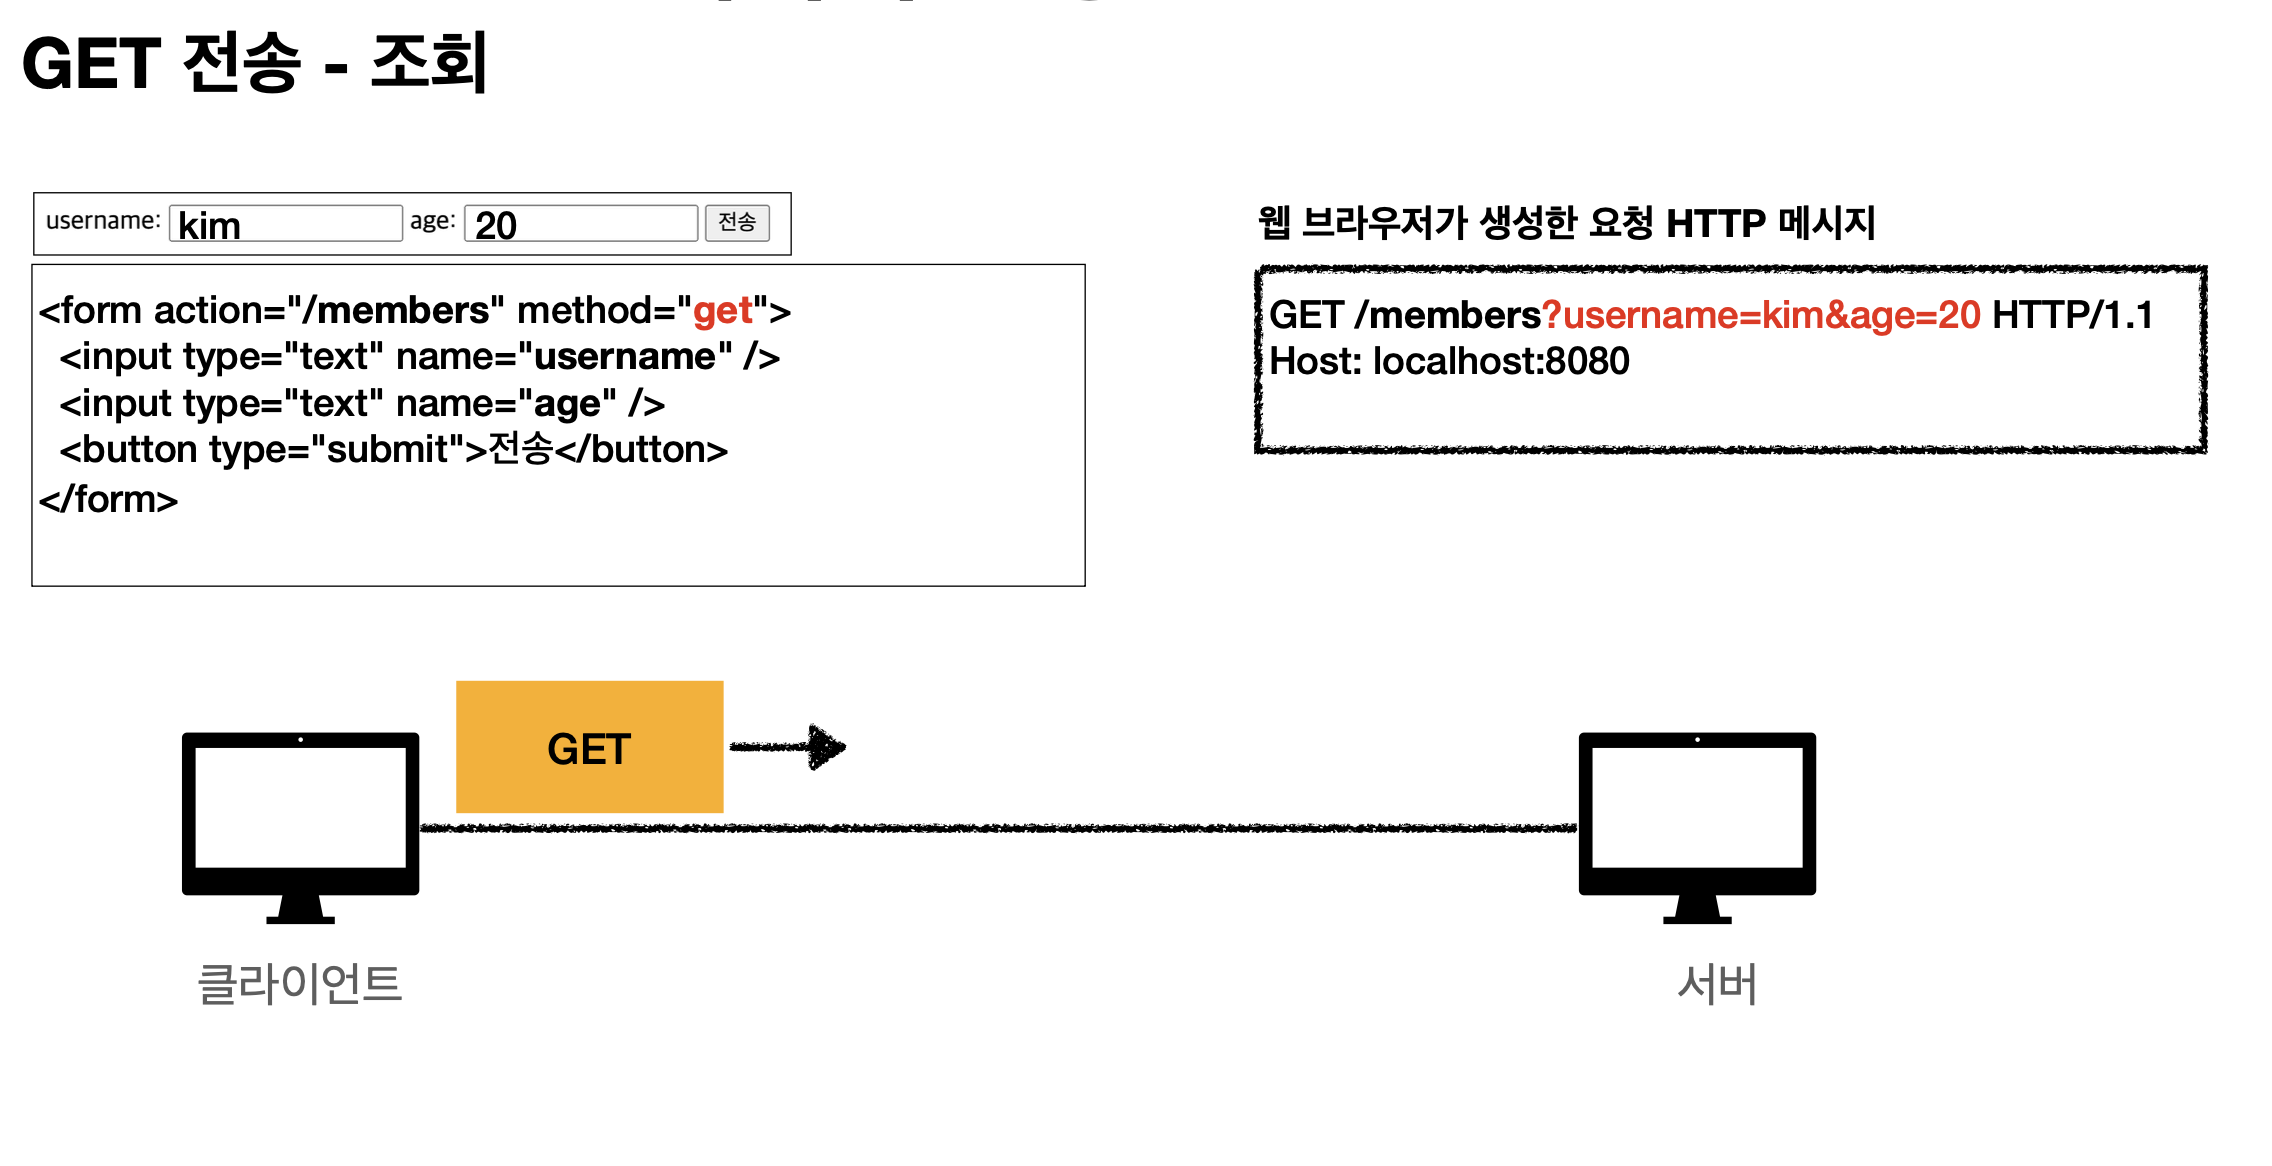 GET 전송 - 조회
username: kim age: 20 전송
<form action="/members" method="get">
<input type="text" name="username" />
<input type="text" name="age" />
<button type="submit">전송</button>
</form>
웹 브라우저가 생성한 요청 HTTP 메시지
GET /members?username=kim&age=20 HTTP/1.1
Host: localhost:8080
GET
클라이언트
서버